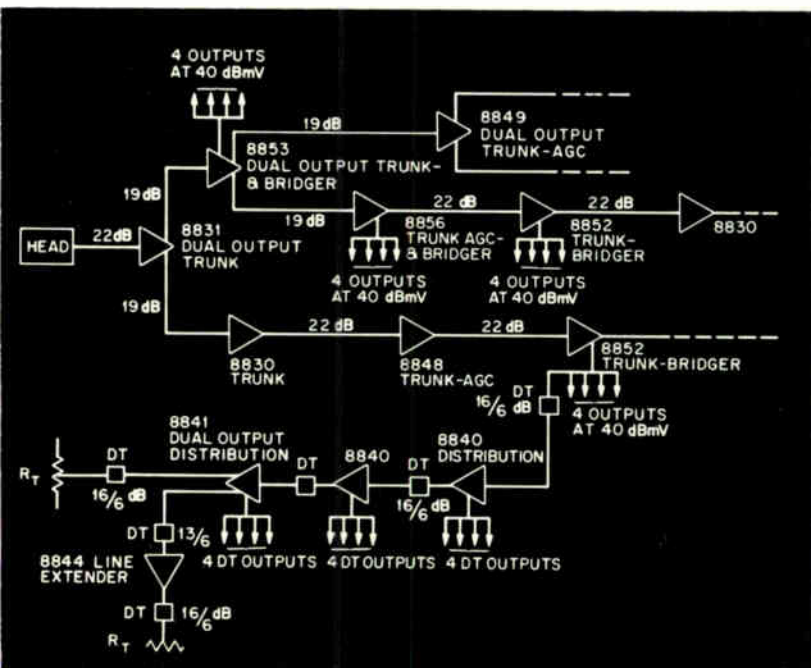 4 OUTPUTS
AT 40 dBmV
19 dB
8849
DUAL OUTPUT
TRUNK-AGC
8853
DUAL OUTPUT TRUNK-
& BRIDGER
19 dB
19 dB
22 dB
22 dB
HEAD
22 dB
8831
DUAL OUTPUT
TRUNK
8856
TRUNK AGC-
& BRIDGER
8852
TRUNK-
BRIDGER
8830
4 OUTPUTS
AT 40 dBmV
4 OUTPUTS
AT 40 dBmV
19 dB
22 dB
22 dB
8830
TRUNK
8848
TRUNK-AGC
8852
TRUNK-BRIDGER
DT
16/6 dB
4 OUTPUTS
AT 40 dBmV
8841
DUAL OUTPUT
DISTRIBUTION
8840
8840
DISTRIBUTION
DT
DT
DT
RT
16/6 dB
16/6 dB
DT
13/6
4 DT OUTPUTS
4 DT OUTPUTS
4 DT OUTPUTS
8844 LINE
EXTENDER
DT
16/6 dB
RT